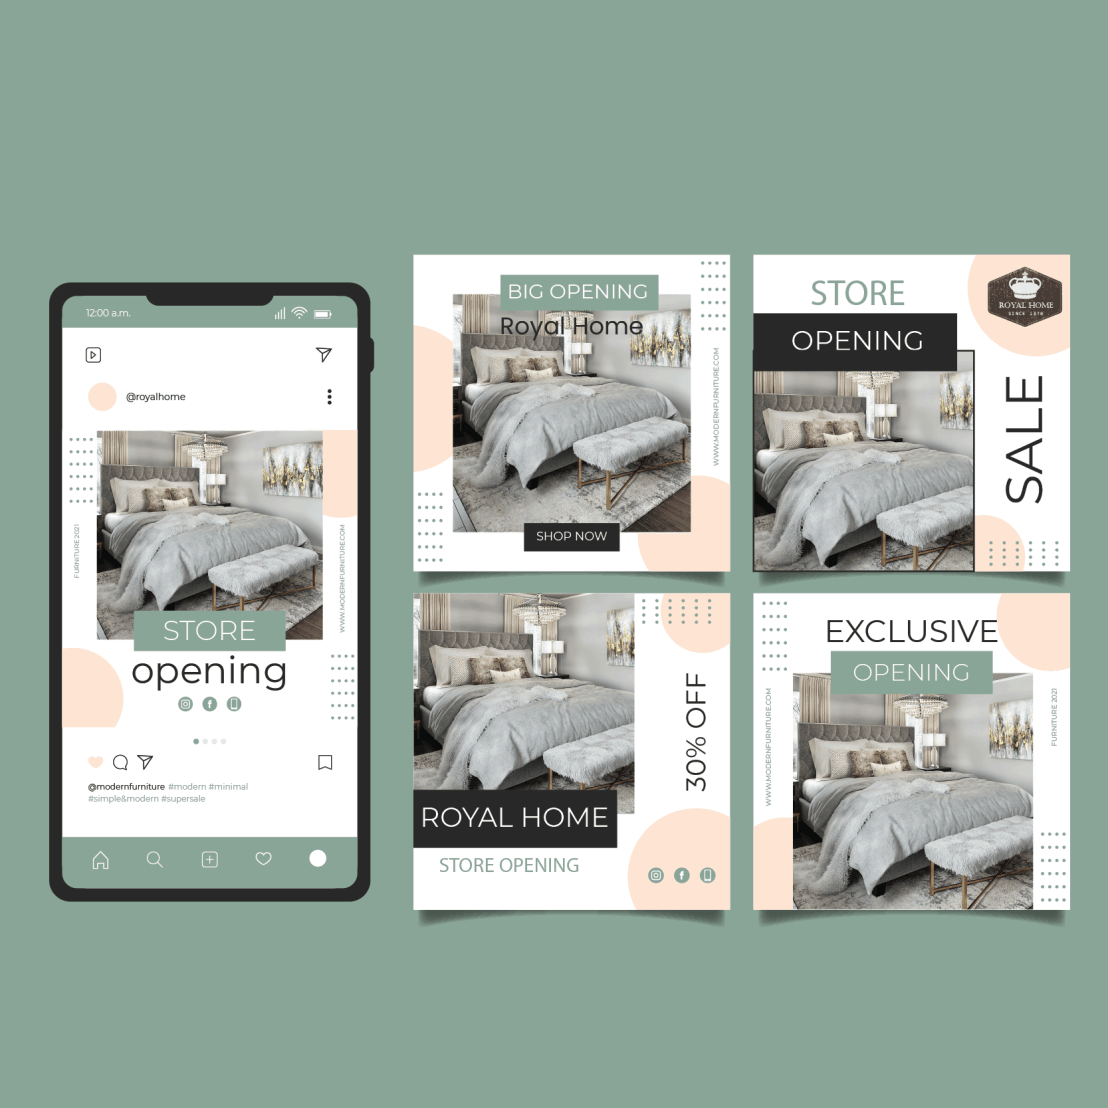 12:00 a.m.
@royalhome
FURNITURE 2021
WWW.MODERNFURNITURE.COM
STORE
opening
@modernfurniture #modern #minimal
#simple&modern #supersale
BIG OPENING
Royal Home
WWW.MODERNFURNITURE.COM
SHOP NOW
STORE
OPENING
ROYAL HOME
SINCE 1978
SALE
30% OFF
ROYAL HOME
STORE OPENING
EXCLUSIVE
OPENING
WWW.MODERNFURNITURE.COM
FURNITURE 2021